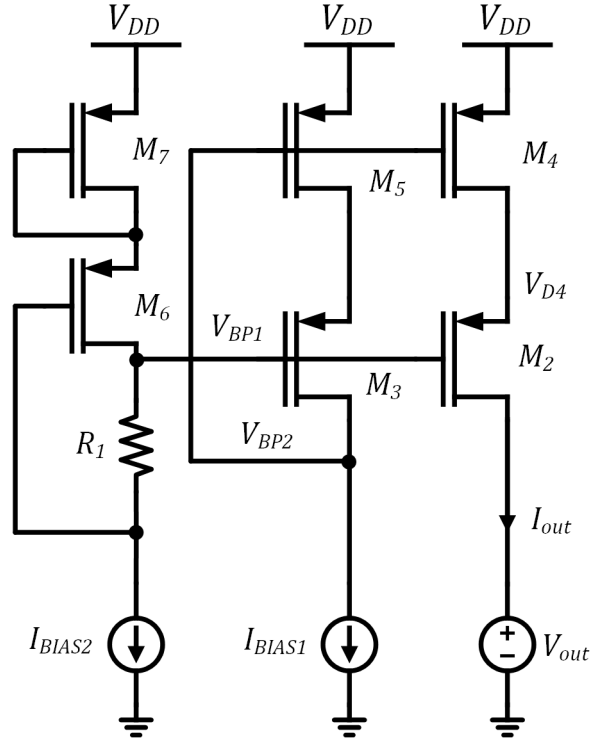 V_DD V_DD V_DD
M_7 M_5 M_4
M_6 V_BP1 M_3 V_D4 M_2
R_1 V_BP2
I_out
I_BIAS2 I_BIAS1 + − V_out